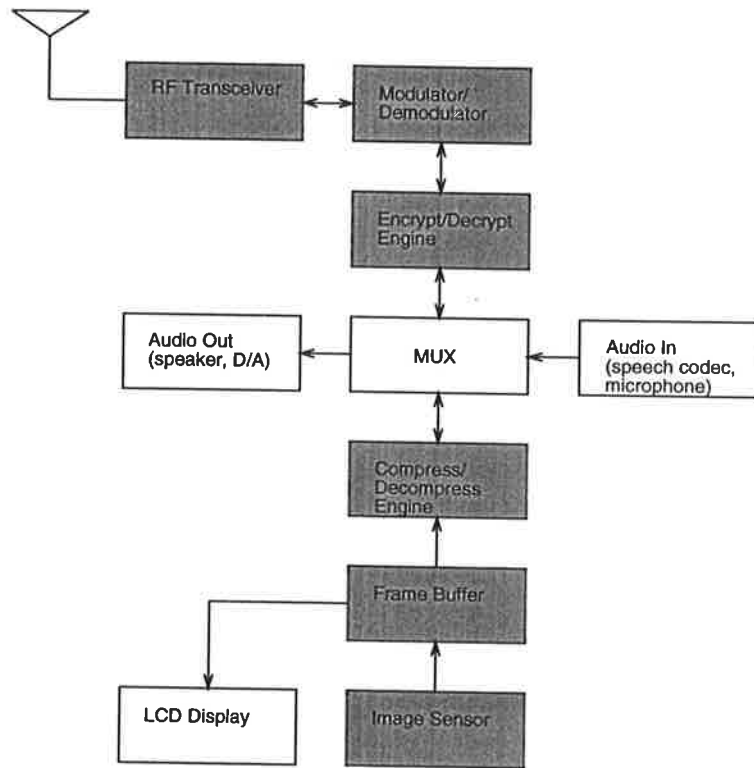 RF Transceiver
Modulator/
Demodulator
Encrypt/Decrypt
Engine
Audio Out
(speaker, D/A)
MUX
Audio In
(speech codec,
microphone)
Compress/
Decompress
Engine
Frame Buffer
LCD Display
Image Sensor